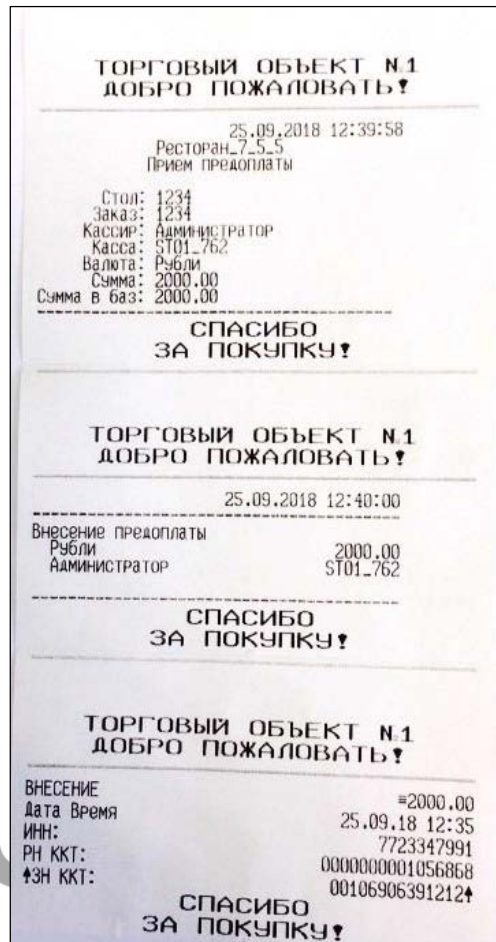 ТОРГОВЫЙ ОБЪЕКТ №1
ДОБРО ПОЖАЛОВАТЬ!
25.09.2018 12:39:58
Ресторан_7_5_5
Прием предоплаты
Стол: 1234
Заказ: 1234
Кассир: Администратор
Касса: ST01_762
Валюта: Рубли
Сумма: 2000.00
Сумма в баз: 2000.00
СПАСИБО
ЗА ПОКУПКУ!
ТОРГОВЫЙ ОБЪЕКТ №1
ДОБРО ПОЖАЛОВАТЬ!
25.09.2018 12:40:00
Внесение предоплаты
Рубли 2000.00
Администратор ST01_762
СПАСИБО
ЗА ПОКУПКУ!
ТОРГОВЫЙ ОБЪЕКТ №1
ДОБРО ПОЖАЛОВАТЬ!
ВНЕСЕНИЕ ≡2000.00
Дата Время 25.09.18 12:35
ИНН: 7723347991
РН ККТ: 0000000001056868
↑ЗН ККТ: 00106906391212↑
СПАСИБО
ЗА ПОКУПКУ!